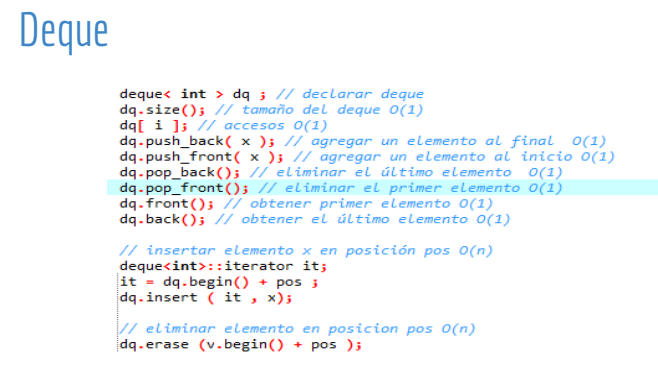 Deque
deque< int > dq ; // declarar deque
dq.size(); // tamaño del deque O(1)
dq[ i ]; // accesos O(1)
dq.push_back( x ); // agregar un elemento al final  O(1)
dq.push_front( x ); // agregar un elemento al inicio O(1)
dq.pop_back(); // eliminar el último elemento  O(1)
dq.pop_front(); // eliminar el primer elemento O(1)
dq.front(); // obtener primer elemento O(1)
dq.back(); // obtener el último elemento O(1)
// insertar elemento x en posición pos O(n)
deque<int>::iterator it;
it = dq.begin() + pos ;
dq.insert ( it , x);
// eliminar elemento en posicion pos O(n)
dq.erase (v.begin() + pos );